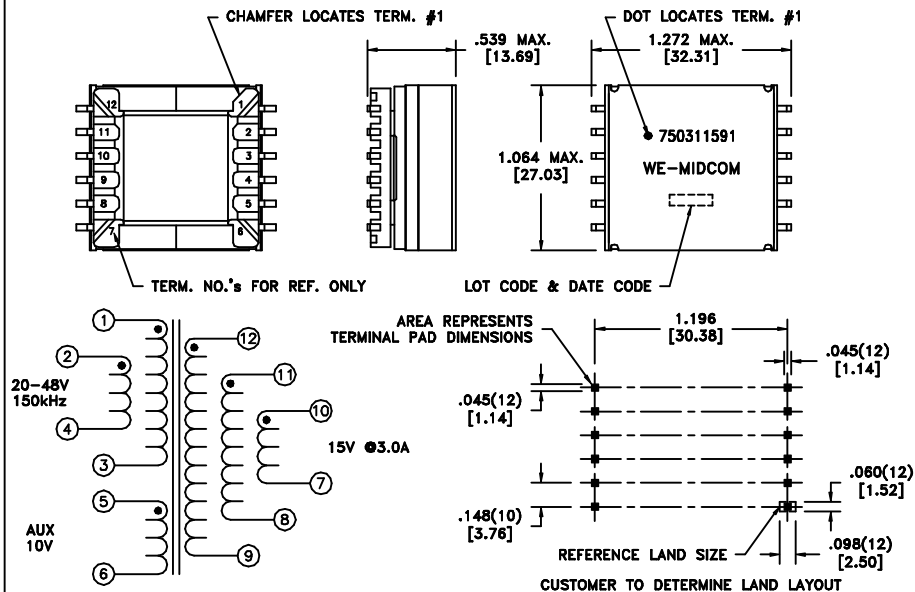 CHAMFER LOCATES TERM. #1
DOT LOCATES TERM. #1
.539 MAX.
[13.69]
1.272 MAX.
[32.31]
12
1
11
2
10
3
9
4
8
5
7
6
1.064 MAX.
[27.03]
750311591
WE-MIDCOM
TERM. NO.'s FOR REF. ONLY
LOT CODE & DATE CODE
1
2
20-48V
150kHz
4
3
5
AUX
10V
6
12
11
10
15V @3.0A
7
8
9
AREA REPRESENTS
TERMINAL PAD DIMENSIONS
1.196
[30.38]
.045(12)
[1.14]
.045(12)
[1.14]
.060(12)
[1.52]
.148(10)
[3.76]
REFERENCE LAND SIZE
.098(12)
[2.50]
CUSTOMER TO DETERMINE LAND LAYOUT